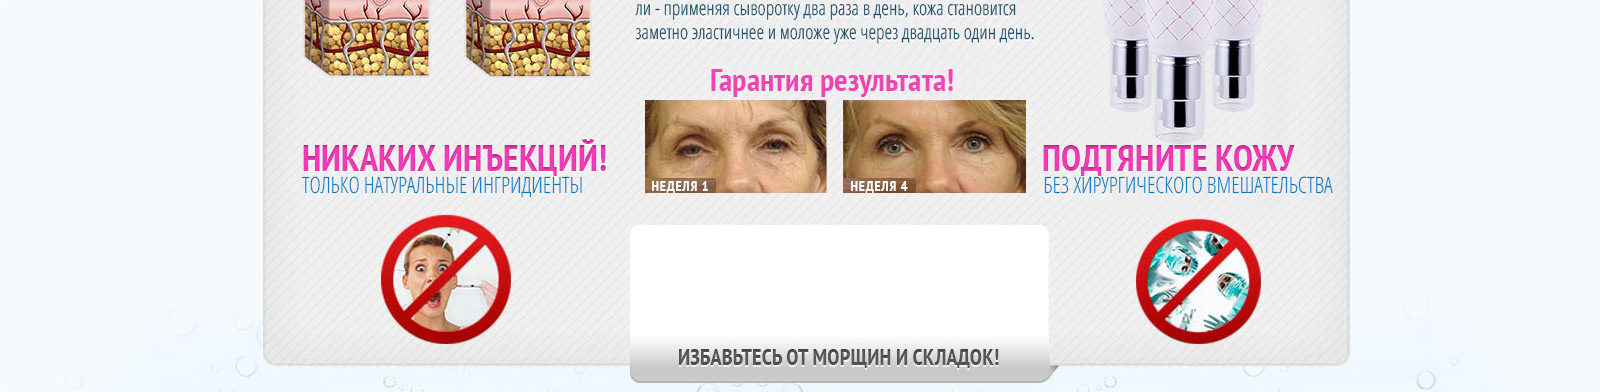 ли - применяя сыворотку два раза в день, кожа становится
заметно эластичнее и моложе уже через двадцать один день.
Гарантия результата!
НЕДЕЛЯ 1
НЕДЕЛЯ 4
НИКАКИХ ИНЪЕКЦИЙ!
ТОЛЬКО НАТУРАЛЬНЫЕ ИНГРИДИЕНТЫ
ПОДТЯНИТЕ КОЖУ
БЕЗ ХИРУРГИЧЕСКОГО ВМЕШАТЕЛЬСТВА
ИЗБАВЬТЕСЬ ОТ МОРЩИН И СКЛАДОК!